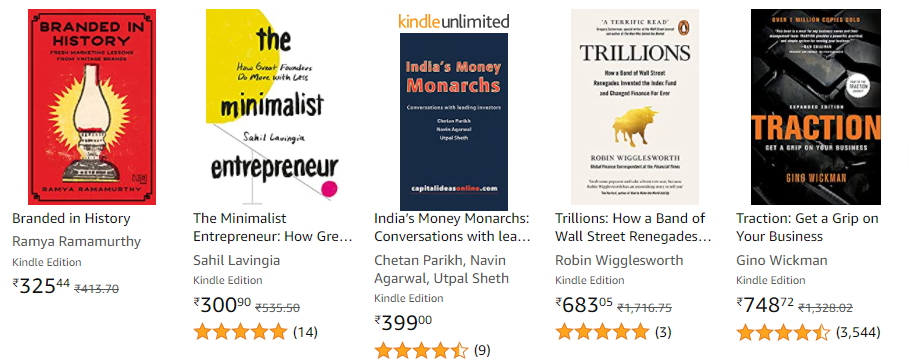 BRANDED IN
HISTORY
FRESH MARKETING LESSONS
FROM VINTAGE BRANDS
RAMYA RAMAMURTHY
Branded in History
Ramya Ramamurthy
Kindle Edition
₹325⁴⁴ ₹413.70
the
How Great Founders
Do More with Less
minimalist
Sahil Lavingia
entrepreneur
The Minimalist
Entrepreneur: How Gre…
Sahil Lavingia
Kindle Edition
₹300⁹⁰ ₹535.50
(14)
kindleunlimited
India's Money
Monarchs
Conversations with leading investors
Chetan Parikh
Navin Agarwal
Utpal Sheth
capitalideasonline.com
India's Money Monarchs:
Conversations with lea…
Chetan Parikh, Navin
Agarwal, Utpal Sheth
Kindle Edition
₹399⁰⁰
(9)
'A TERRIFIC READ'
TRILLIONS
How a Band of Wall Street
Renegades Invented the Index Fund
and Changed Finance For Ever
ROBIN WIGGLESWORTH
Global Finance Correspondent at the Financial Times
Trillions: How a Band of
Wall Street Renegades…
Robin Wigglesworth
Kindle Edition
₹683⁰⁵ ₹1,716.75
(3)
OVER 1 MILLION COPIES SOLD
EXPANDED EDITION
TRACTION
GET A GRIP ON YOUR BUSINESS
GINO WICKMAN
Traction: Get a Grip on
Your Business
Gino Wickman
Kindle Edition
₹748⁷² ₹1,328.02
(3,544)